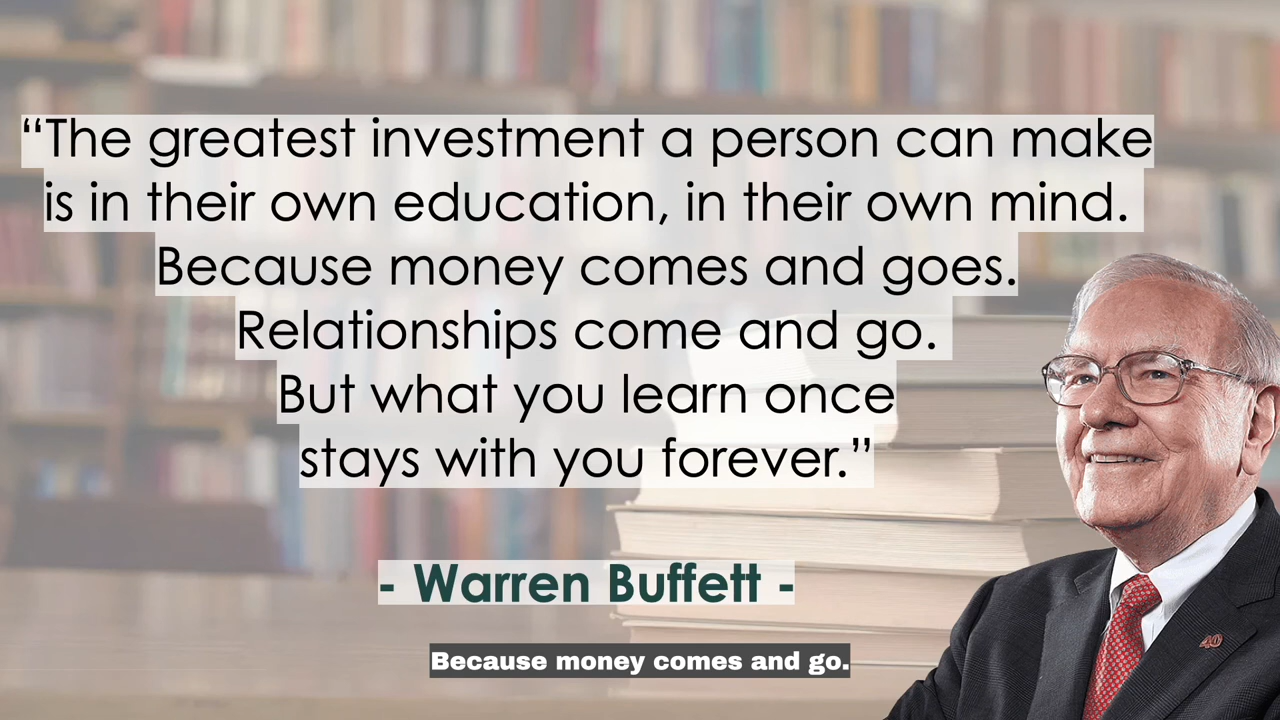 “The greatest investment a person can make
is in their own education, in their own mind.
Because money comes and goes.
Relationships come and go.
But what you learn once
stays with you forever.”
- Warren Buffett -
Because money comes and go.
40